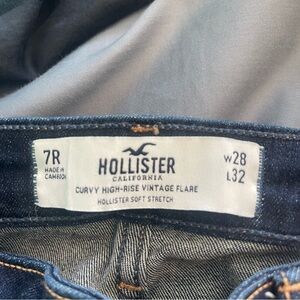 7R
MADE IN
CAMBODIA
HOLLISTER
CALIFORNIA
CURVY HIGH-RISE VINTAGE FLARE
HOLLISTER SOFT STRETCH
W28
L32